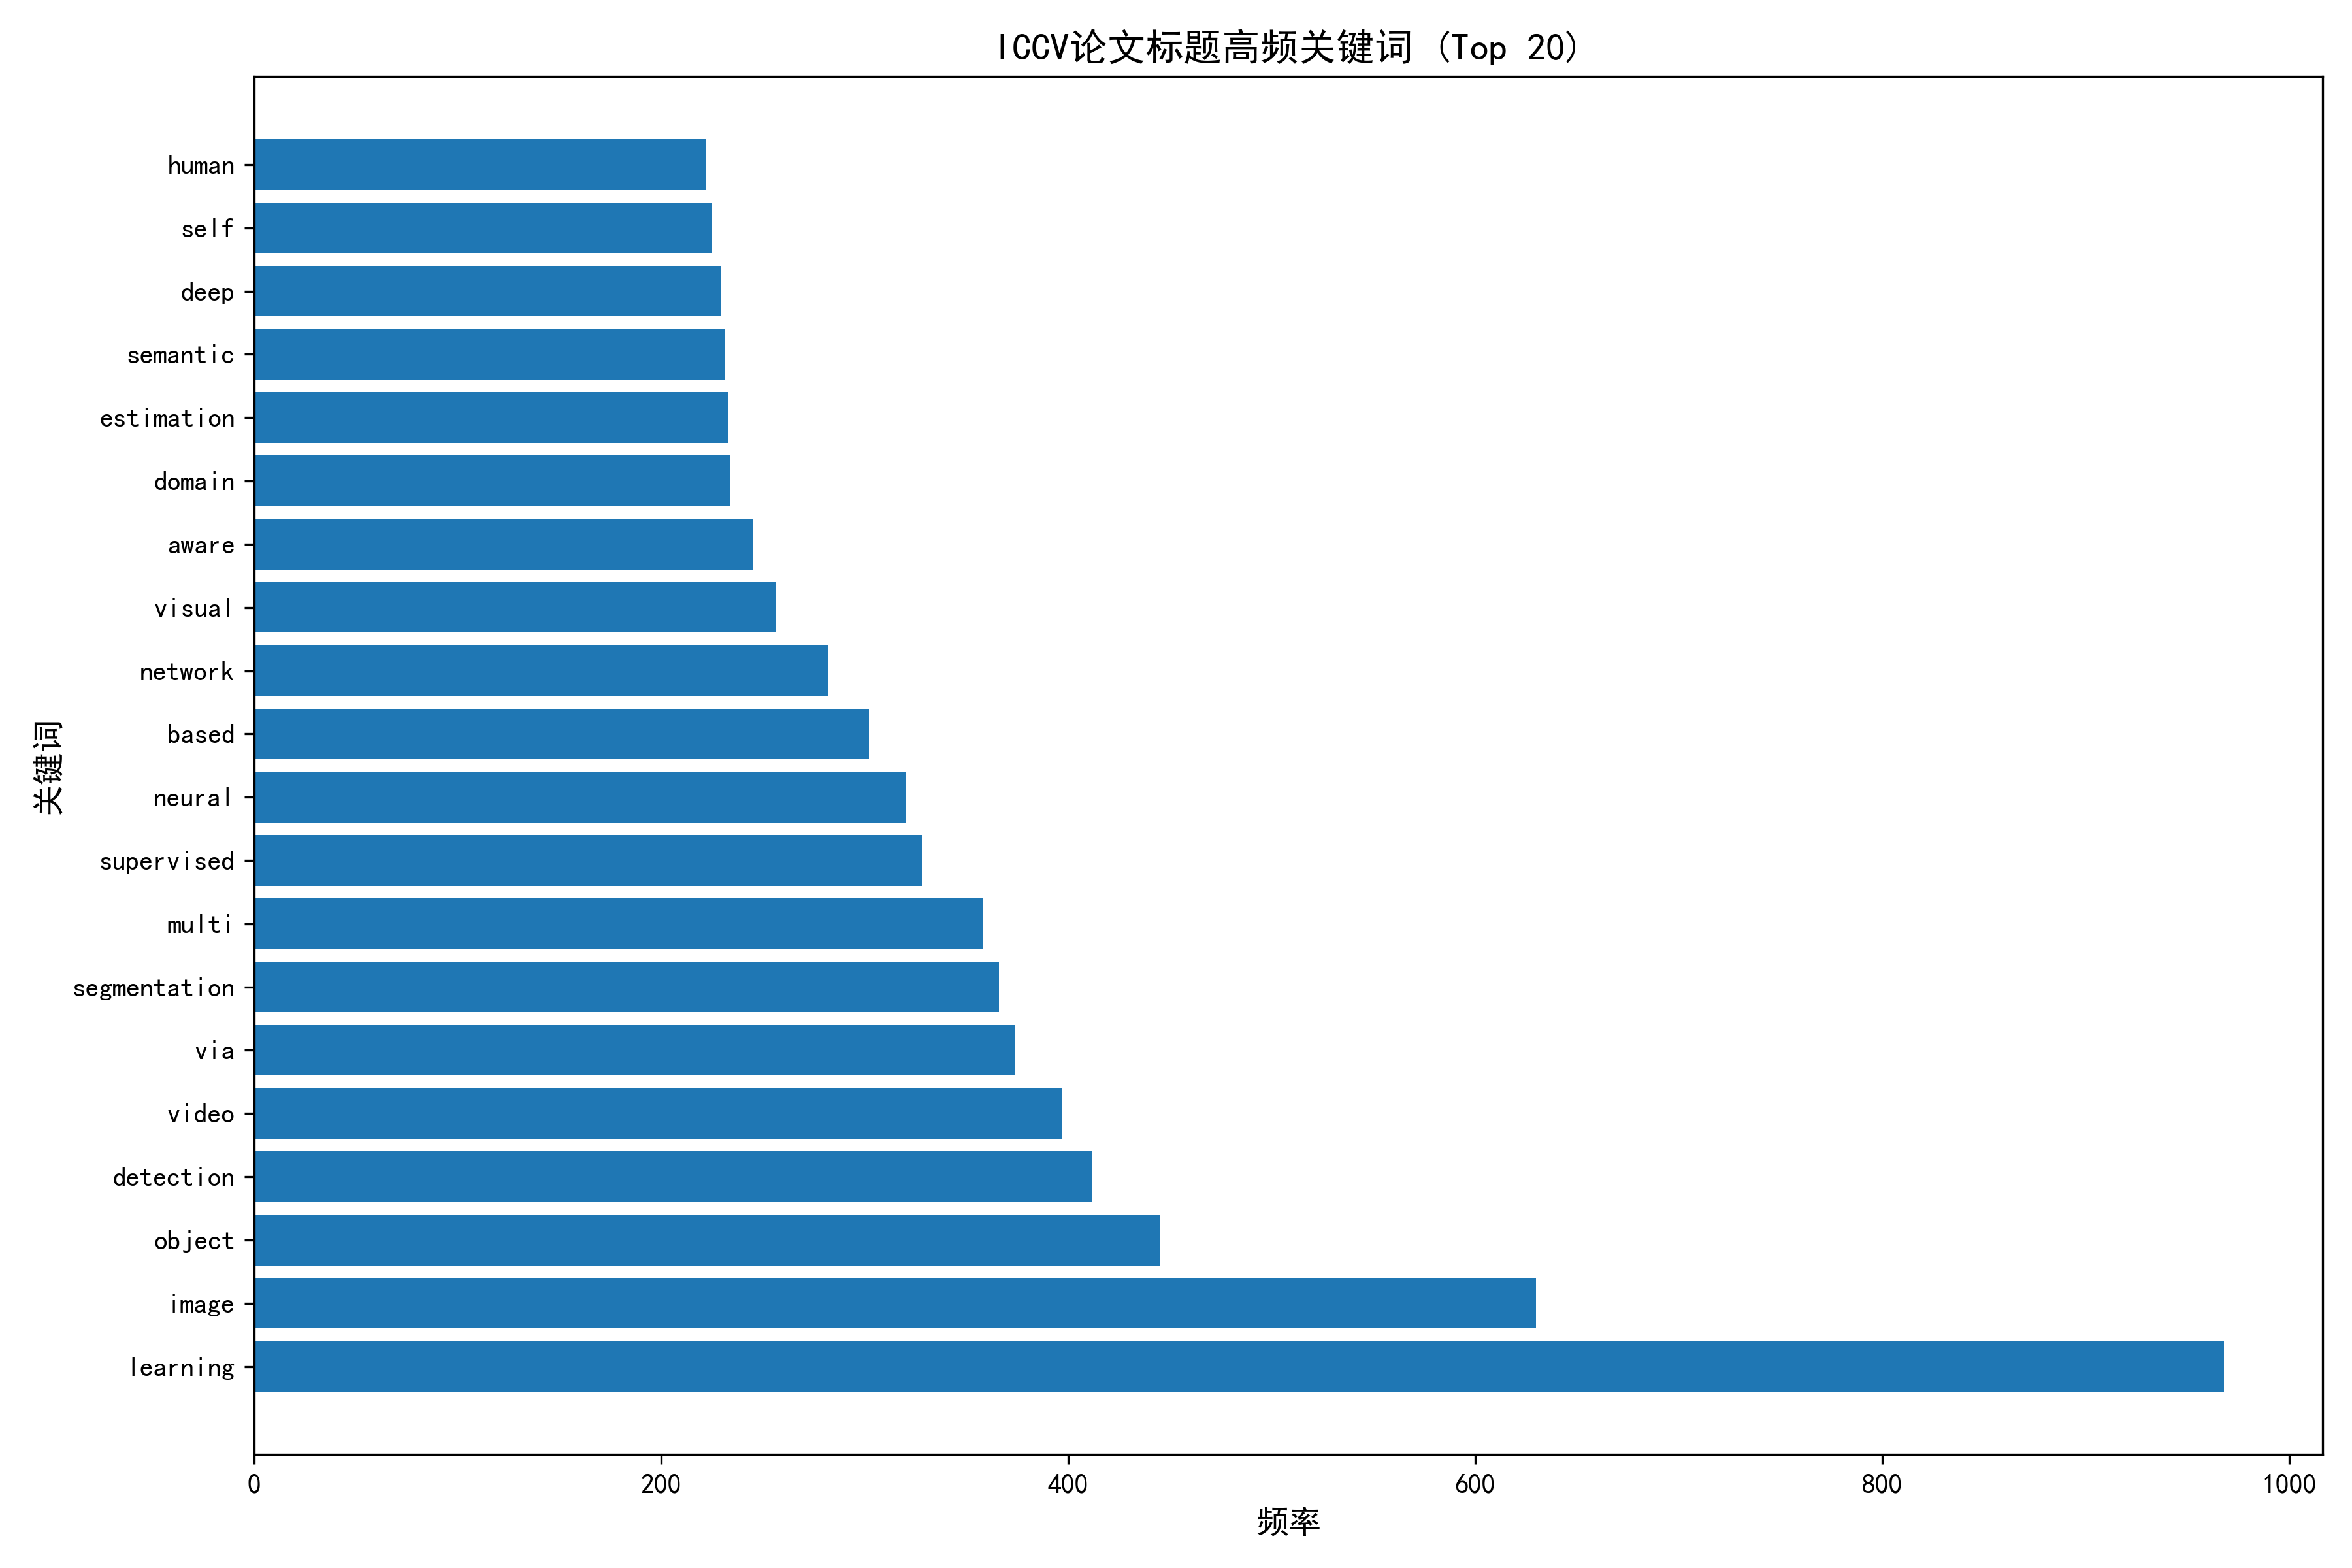 ICCV论文标题高频关键词 (Top 20)
human
self
deep
semantic
estimation
domain
aware
visual
network
based
neural
supervised
multi
segmentation
via
video
detection
object
image
learning
关键词
0 200 400 600 800 1000
频率